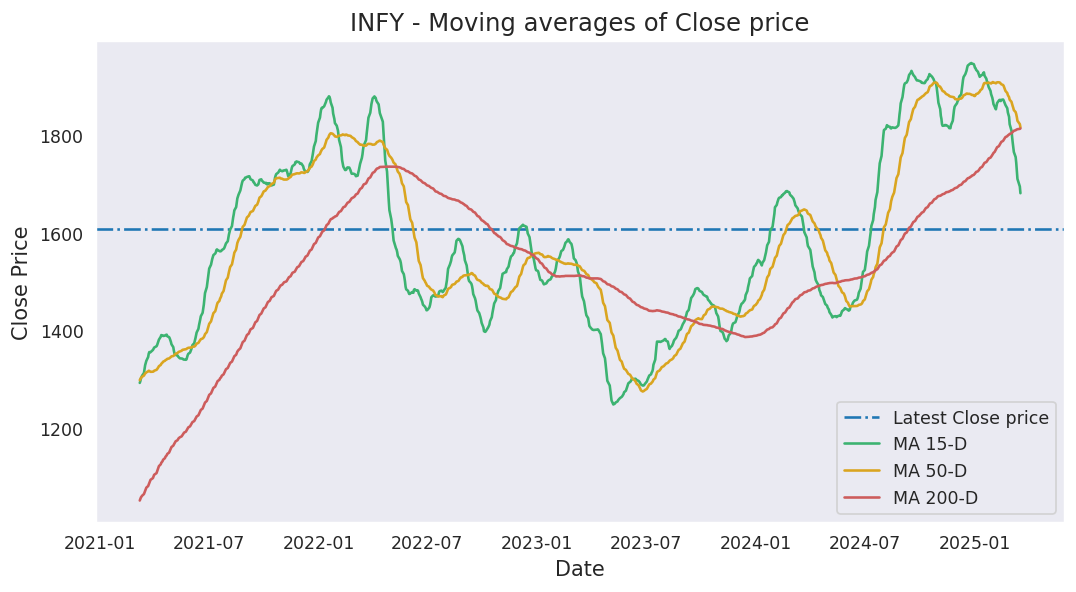 INFY - Moving averages of Close price
Close Price
1800
1600
1400
1200
2021-01
2021-07
2022-01
2022-07
2023-01
2023-07
2024-01
2024-07
2025-01
Date
Latest Close price
MA 15-D
MA 50-D
MA 200-D